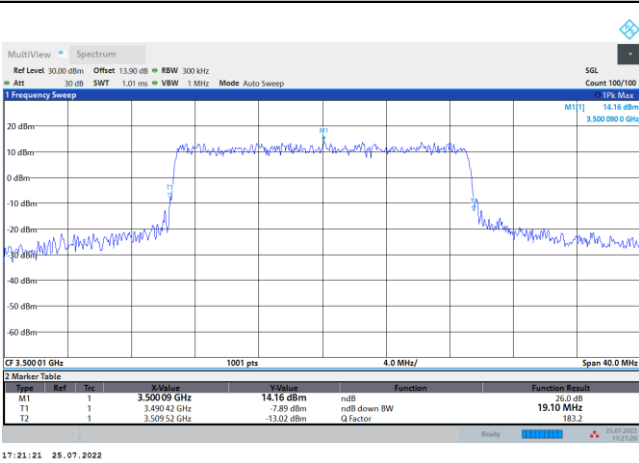 MultiView Spectrum
Ref Level 30.00 dBm Offset 13.90 dB RBW 300 kHz SGL
Att 30 dB SWT 1.01 ms VBW 1 MHz Mode Auto Sweep Count 100/100
1 Frequency Sweep 1Pk Max
M1[1] 14.16 dBm
3.500 090 0 GHz
20 dBm
M1
10 dBm
0 dBm
T1
-10 dBm
T2
-20 dBm
-30 dBm
-40 dBm
-50 dBm
-60 dBm
CF 3.500 01 GHz 1001 pts 4.0 MHz/ Span 40.0 MHz
2 Marker Table
Type Ref Trc X-Value Y-Value Function Function Result
M1 1 3.500 09 GHz 14.16 dBm ndB 26.0 dB
T1 1 3.490 42 GHz -7.89 dBm ndB down BW 19.10 MHz
T2 1 3.509 52 GHz -13.02 dBm Q Factor 183.2
Ready 25.07.2022
17:21:20
17:21:21 25.07.2022